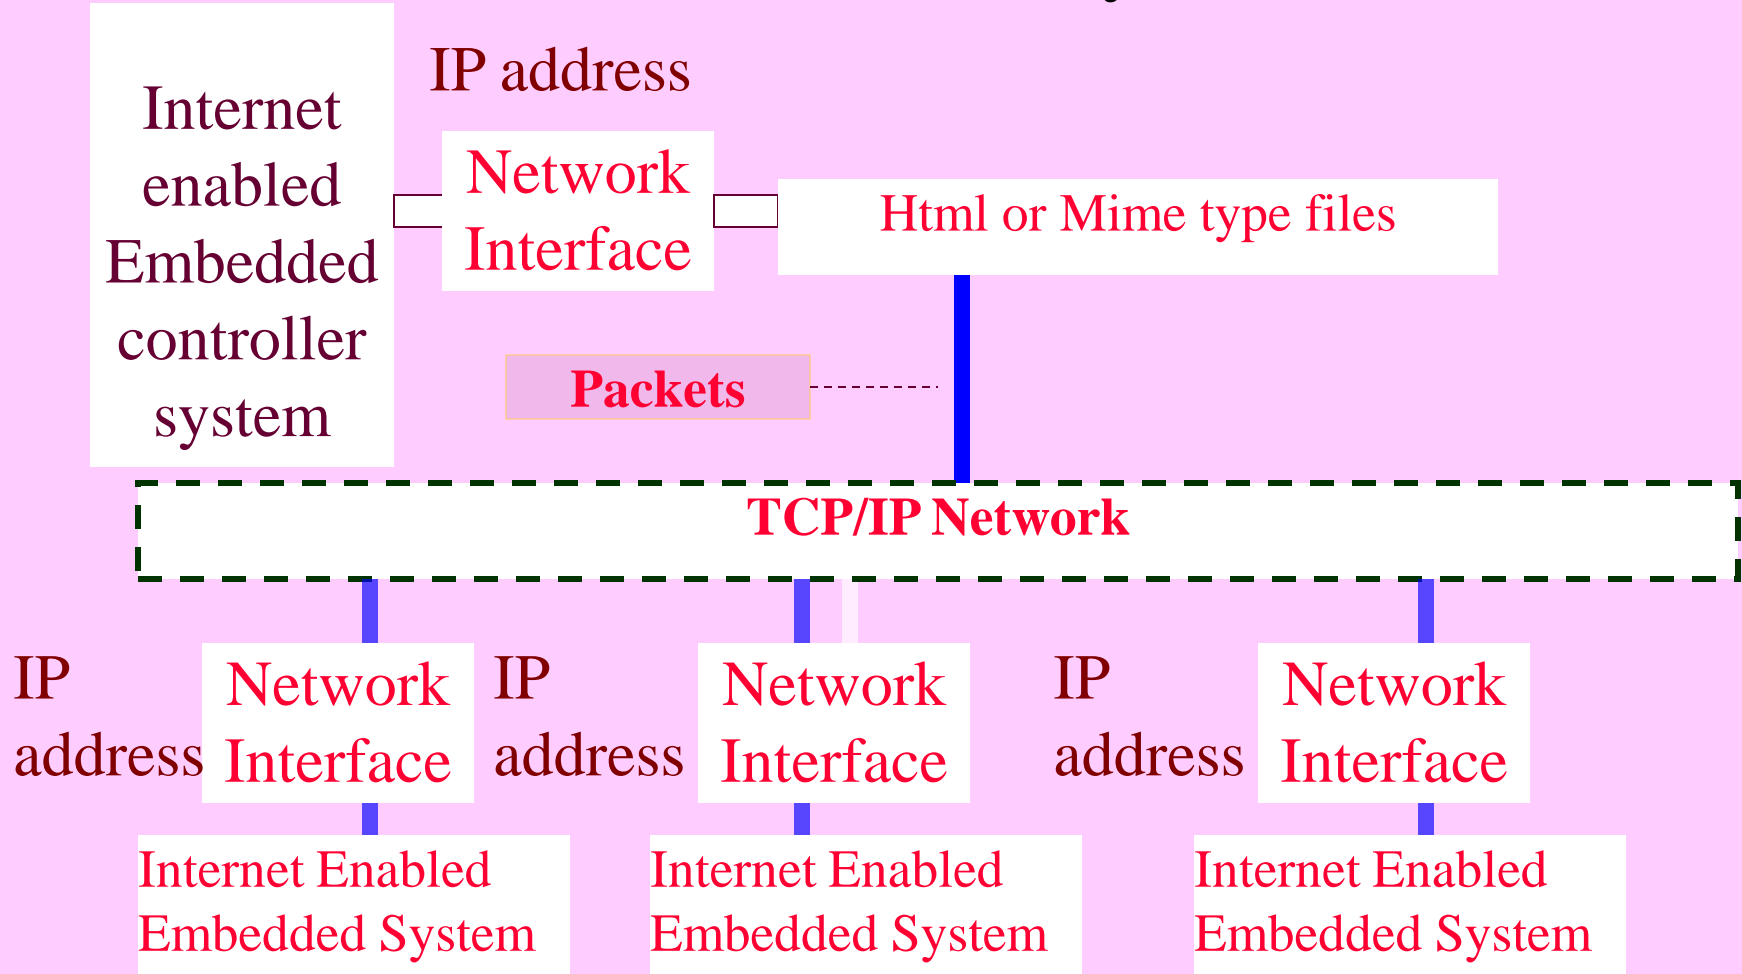 IP address
Internet
enabled
Embedded
controller
system
Network
Interface
Html or Mime type files
Packets
TCP/IP Network
IP
address
Network
Interface
IP
address
Network
Interface
IP
address
Network
Interface
Internet Enabled
Embedded System
Internet Enabled
Embedded System
Internet Enabled
Embedded System